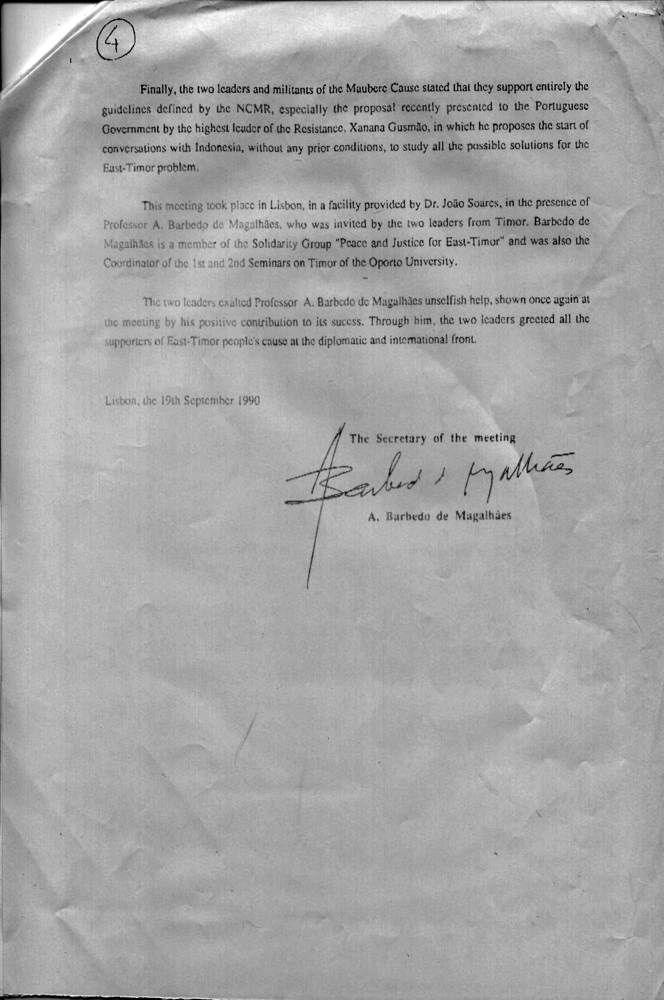 4
Finally, the two leaders and militants of the Maubere Cause stated that they support entirely the
guidelines defined by the NCMR, especially the proposal recently presented to the Portuguese
Government by the highest leader of the Resistance, Xanana Gusmão, in which he proposes the start of
conversations with Indonesia, without any prior conditions, to study all the possible solutions for the
East-Timor problem.
This meeting took place in Lisbon, in a facility provided by Dr. João Soares, in the presence of
Professor A. Barbedo de Magalhães, who was invited by the two leaders from Timor. Barbedo de
Magalhães is a member of the Solidarity Group "Peace and Justice for East-Timor" and was also the
Coordinator of the 1st and 2nd Seminars on Timor of the Oporto University.
The two leaders exalted Professor A. Barbedo de Magalhães unselfish help, shown once again at
the meeting by his positive contribution to its sucess. Through him, the two leaders greeted all the
supporters of East-Timor people's cause at the diplomatic and international front.
Lisbon, the 19th September 1990
The Secretary of the meeting
A. Barbedo de Magalhães